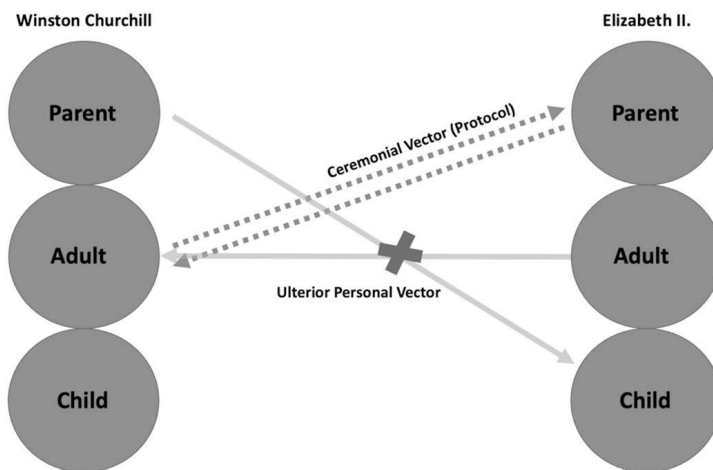 Winston Churchill
Elizabeth II.
Parent
Parent
Ceremonial Vector (Protocol)
Adult
Adult
Ulterior Personal Vector
Child
Child